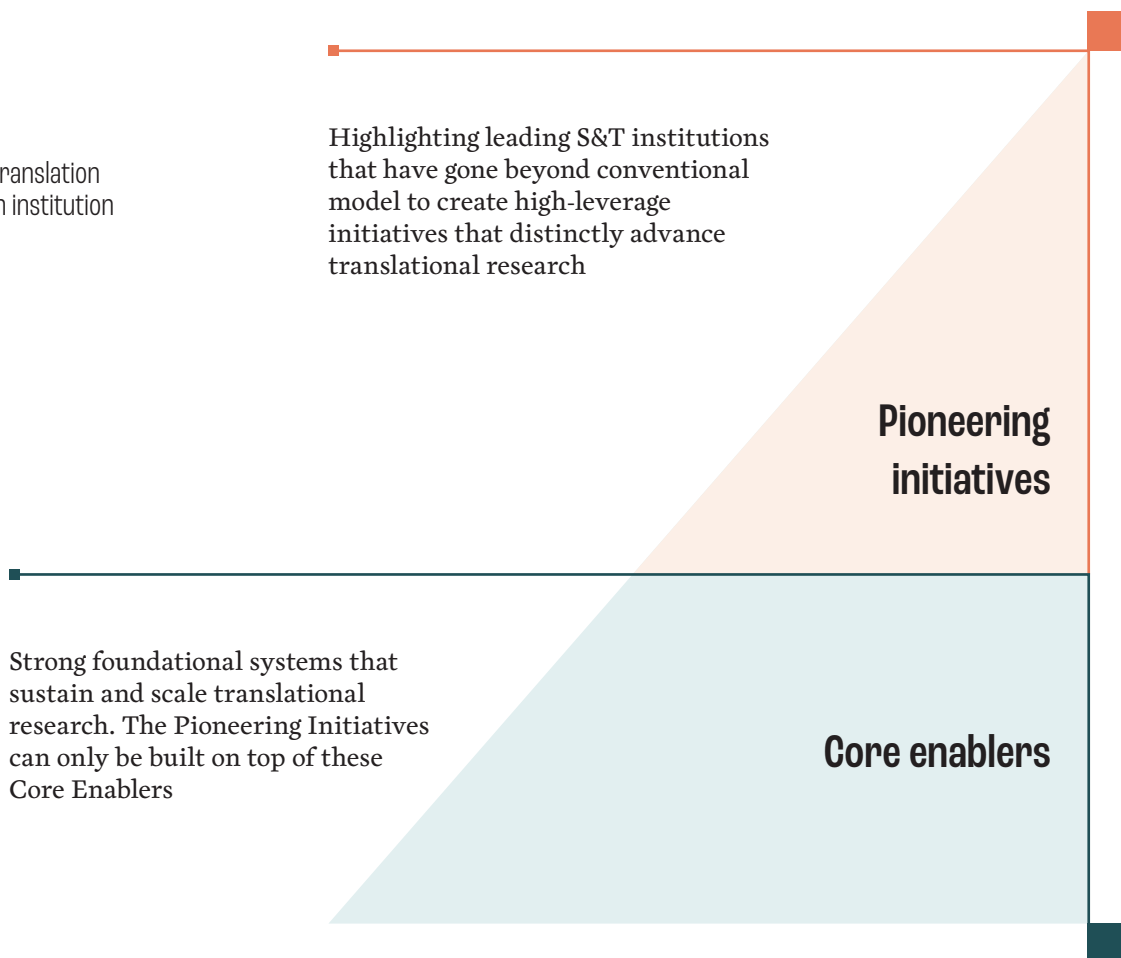 ranslation
institution
Highlighting leading S&T institutions
that have gone beyond conventional
model to create high-leverage
initiatives that distinctly advance
translational research
Pioneering
initiatives
Strong foundational systems that
sustain and scale translational
research. The Pioneering Initiatives
can only be built on top of these
Core Enablers
Core enablers